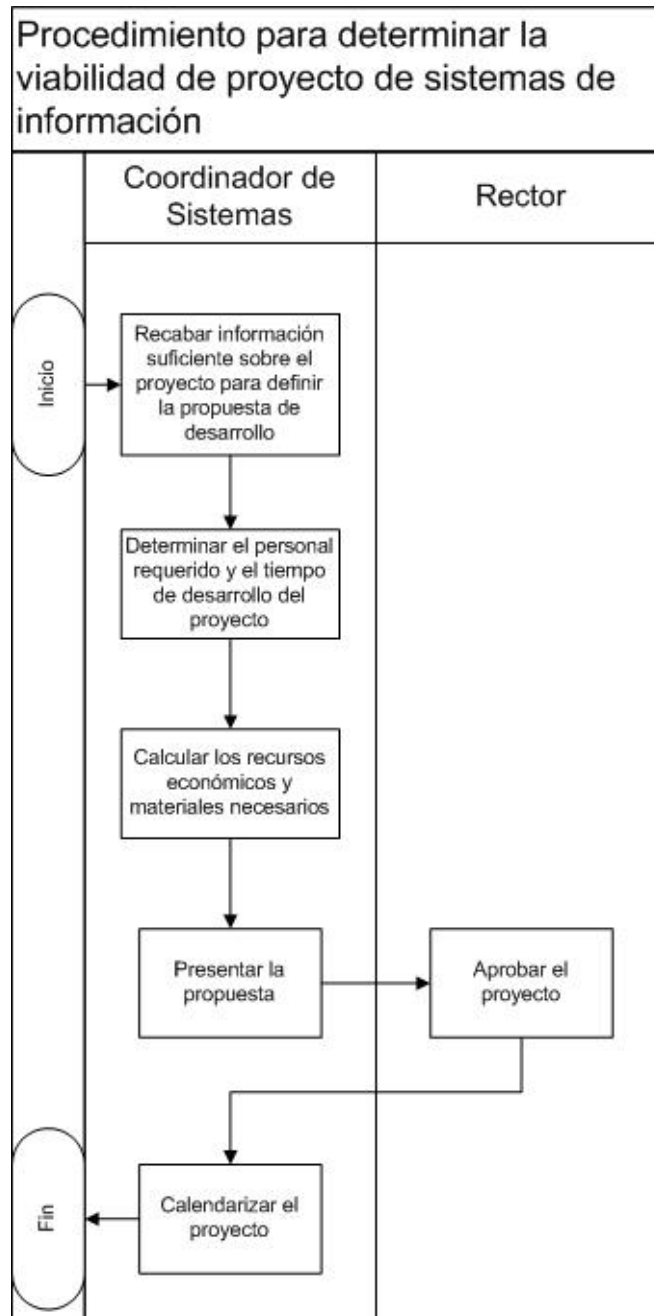 Procedimiento para determinar la
viabilidad de proyecto de sistemas de
información
Coordinador de
Sistemas
Rector
Inicio
Recabar información
suficiente sobre el
proyecto para definir
la propuesta de
desarrollo
Determinar el personal
requerido y el tiempo
de desarrollo del
proyecto
Calcular los recursos
económicos y
materiales necesarios
Presentar la
propuesta
Aprobar el
proyecto
Calendarizar el
proyecto
Fin